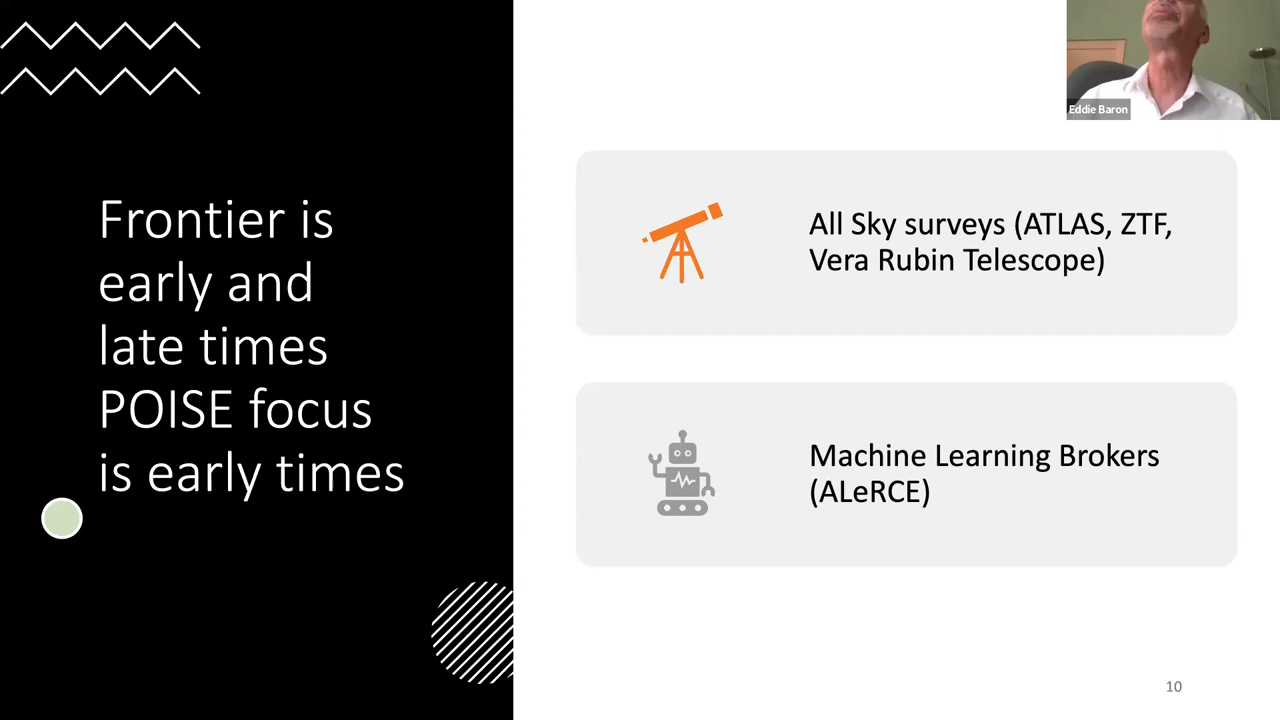 Frontier is
early and
late times
POISE focus
is early times
Eddie Baron
All Sky surveys (ATLAS, ZTF,
Vera Rubin Telescope)
Machine Learning Brokers
(ALeRCE)
10